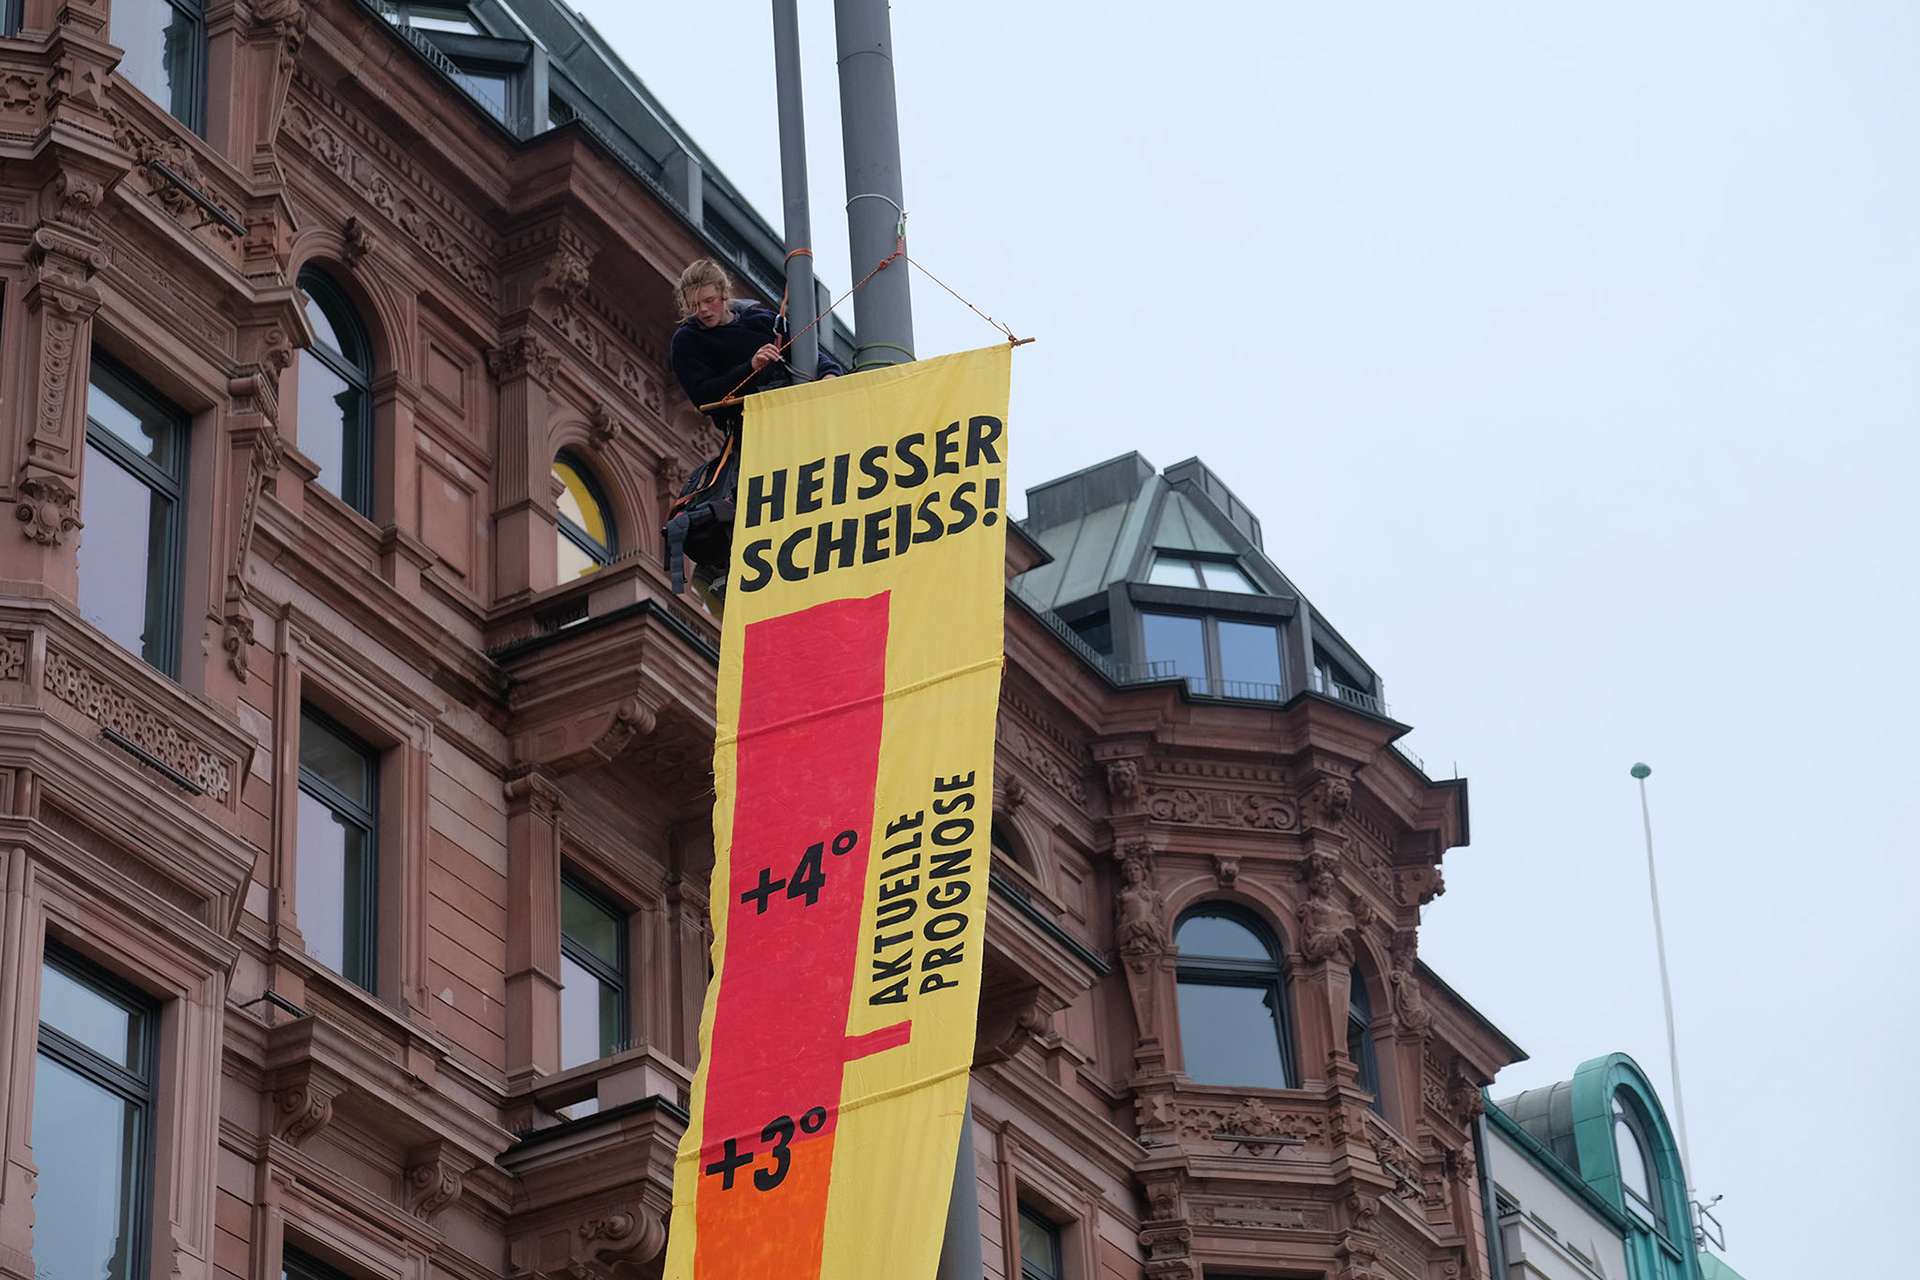 HEISSER
SCHEISS!
+4°
AKTUELLE
PROGNOSE
+3°